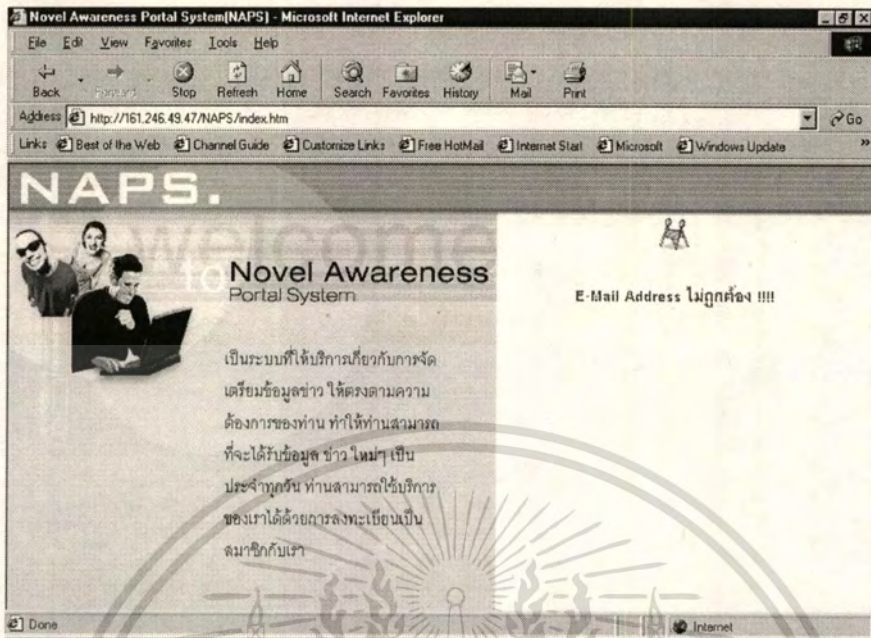 Novel Awareness Portal System(NAPS) - Microsoft Internet Explorer
File Edit View Favorites Tools Help
Back Forward Stop Refresh Home Search Favorites History Mail Print
Address http://161.246.49.47/NAPS/index.htm Go
Links Best of the Web Channel Guide Customize Links Free HotMail Internet Start Microsoft Windows Update »
NAPS.
welcome
to
Novel Awareness
Portal System
เป็นระบบที่ให้บริการเกี่ยวกับการจัด
เตรียมข้อมูลข่าว ให้ตรงตามความ
ต้องการของท่าน ทำให้ท่านสามารถ
ที่จะได้รับข้อมูล ข่าว ใหม่ๆ เป็น
ประจำทุกวัน ท่านสามารถใช้บริการ
ของเราได้ด้วยการลงทะเบียนเป็น
สมาชิกกับเรา
E-Mail Address ไม่ถูกต้อง !!!!
Done Internet